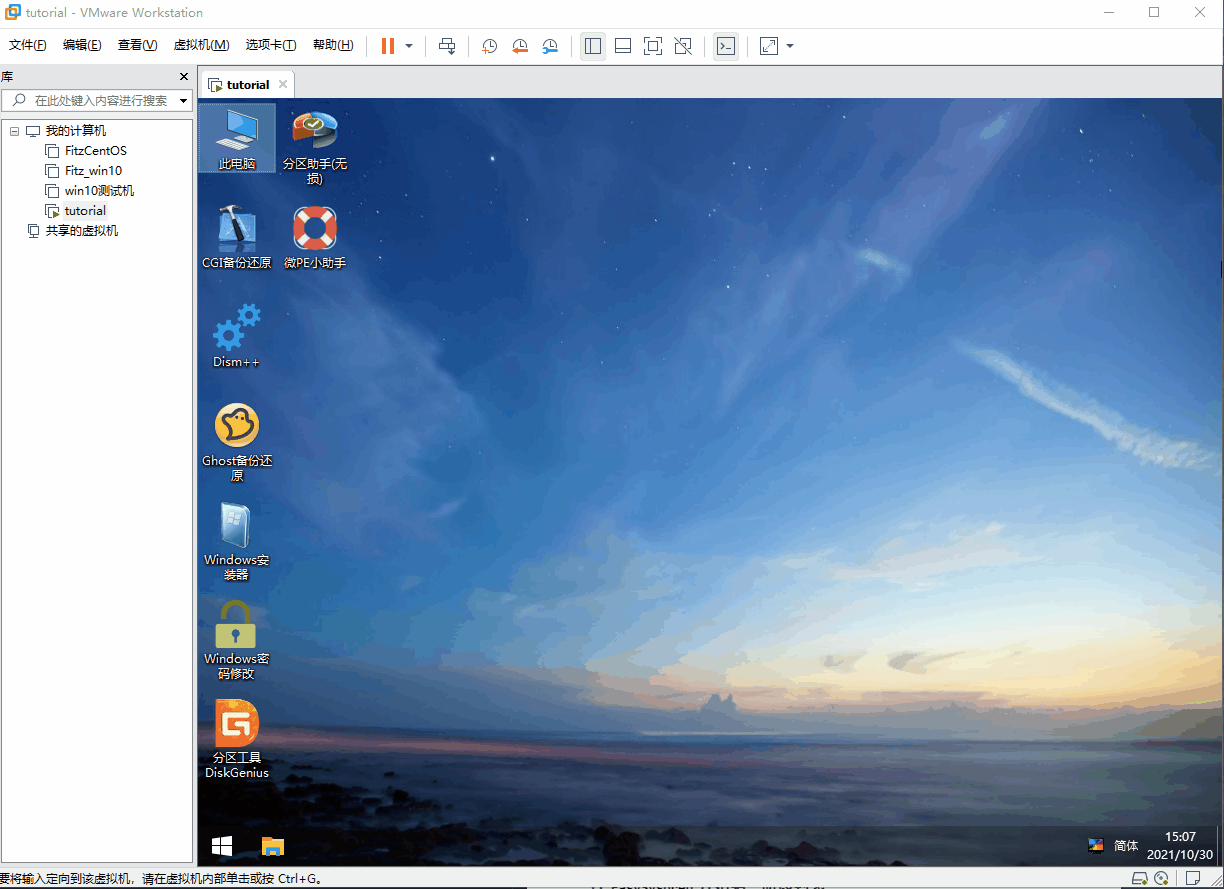 tutorial - VMware Workstation
文件(F) 编辑(E) 查看(V) 虚拟机(M) 选项卡(T) 帮助(H)
库
tutorial
在此处键入内容进行搜索
我的计算机
FitzCentOS
Fitz_win10
win10测试机
tutorial
共享的虚拟机
此电脑
分区助手(无
损)
CGI备份还原
微PE小助手
Dism++
Ghost备份还
原
Windows安
装器
Windows密
码修改
分区工具
DiskGenius
简体
15:07
2021/10/30
要将输入定向到该虚拟机，请在虚拟机内部单击或按 Ctrl+G。